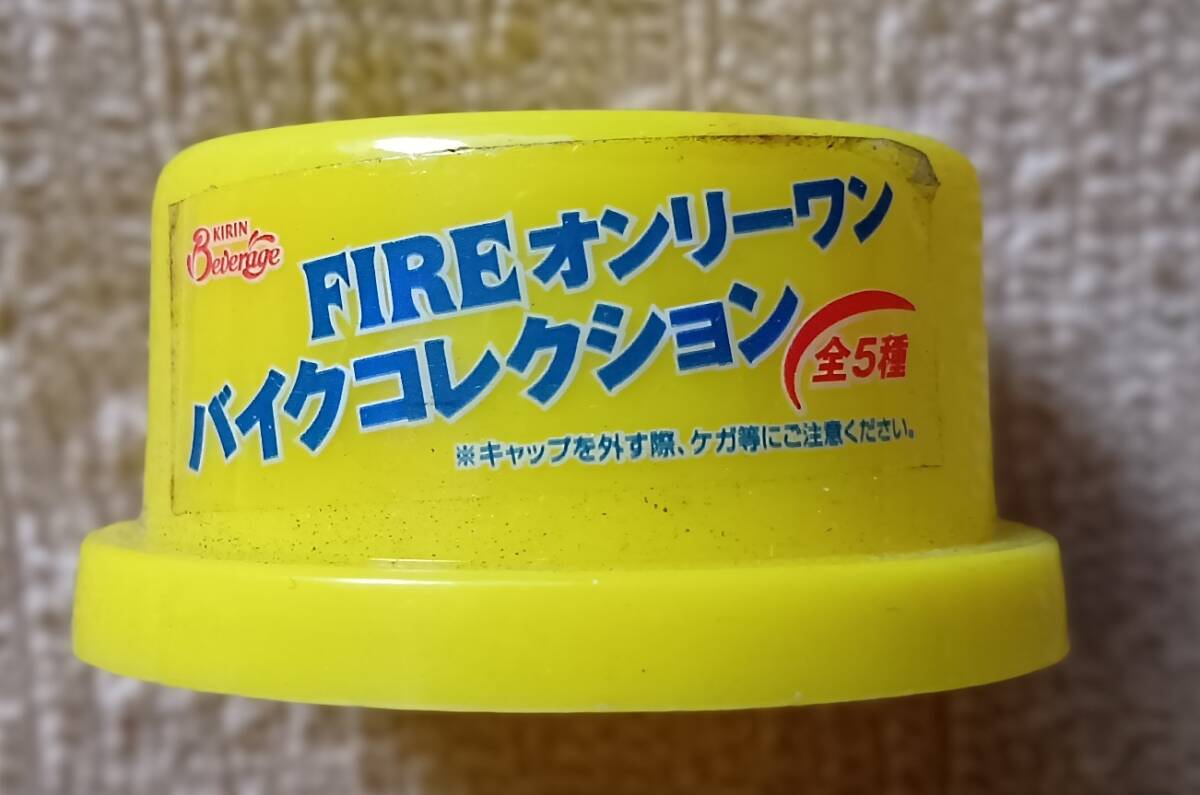 KIRIN
Beverage
FIREオンリーワン
バイクコレクション
全5種
※キャップを外す際、ケガ等にご注意ください。